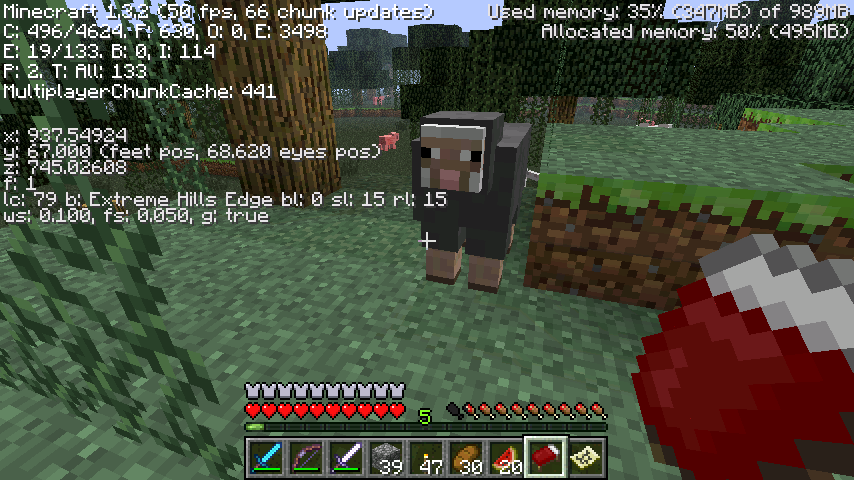 Minecraft 1.3.2 (50 fps, 66 chunk updates)
Used memory: 35% (347MB) of 989MB
C: 496/4624. F: 630, O: 0, E: 3498
Allocated memory: 50% (495MB)
E: 19/133. B: 0, I: 114
P: 2. T: All: 133
MultiplayerChunkCache: 441
x: 937.54924
y: 67.000 (feet pos, 68.620 eyes pos)
z: 745.02608
f: 1
lc: 79 b: Extreme Hills Edge bl: 0 sl: 15 rl: 15
ws: 0.100, fs: 0.050, g: true
5
39
47
30
20